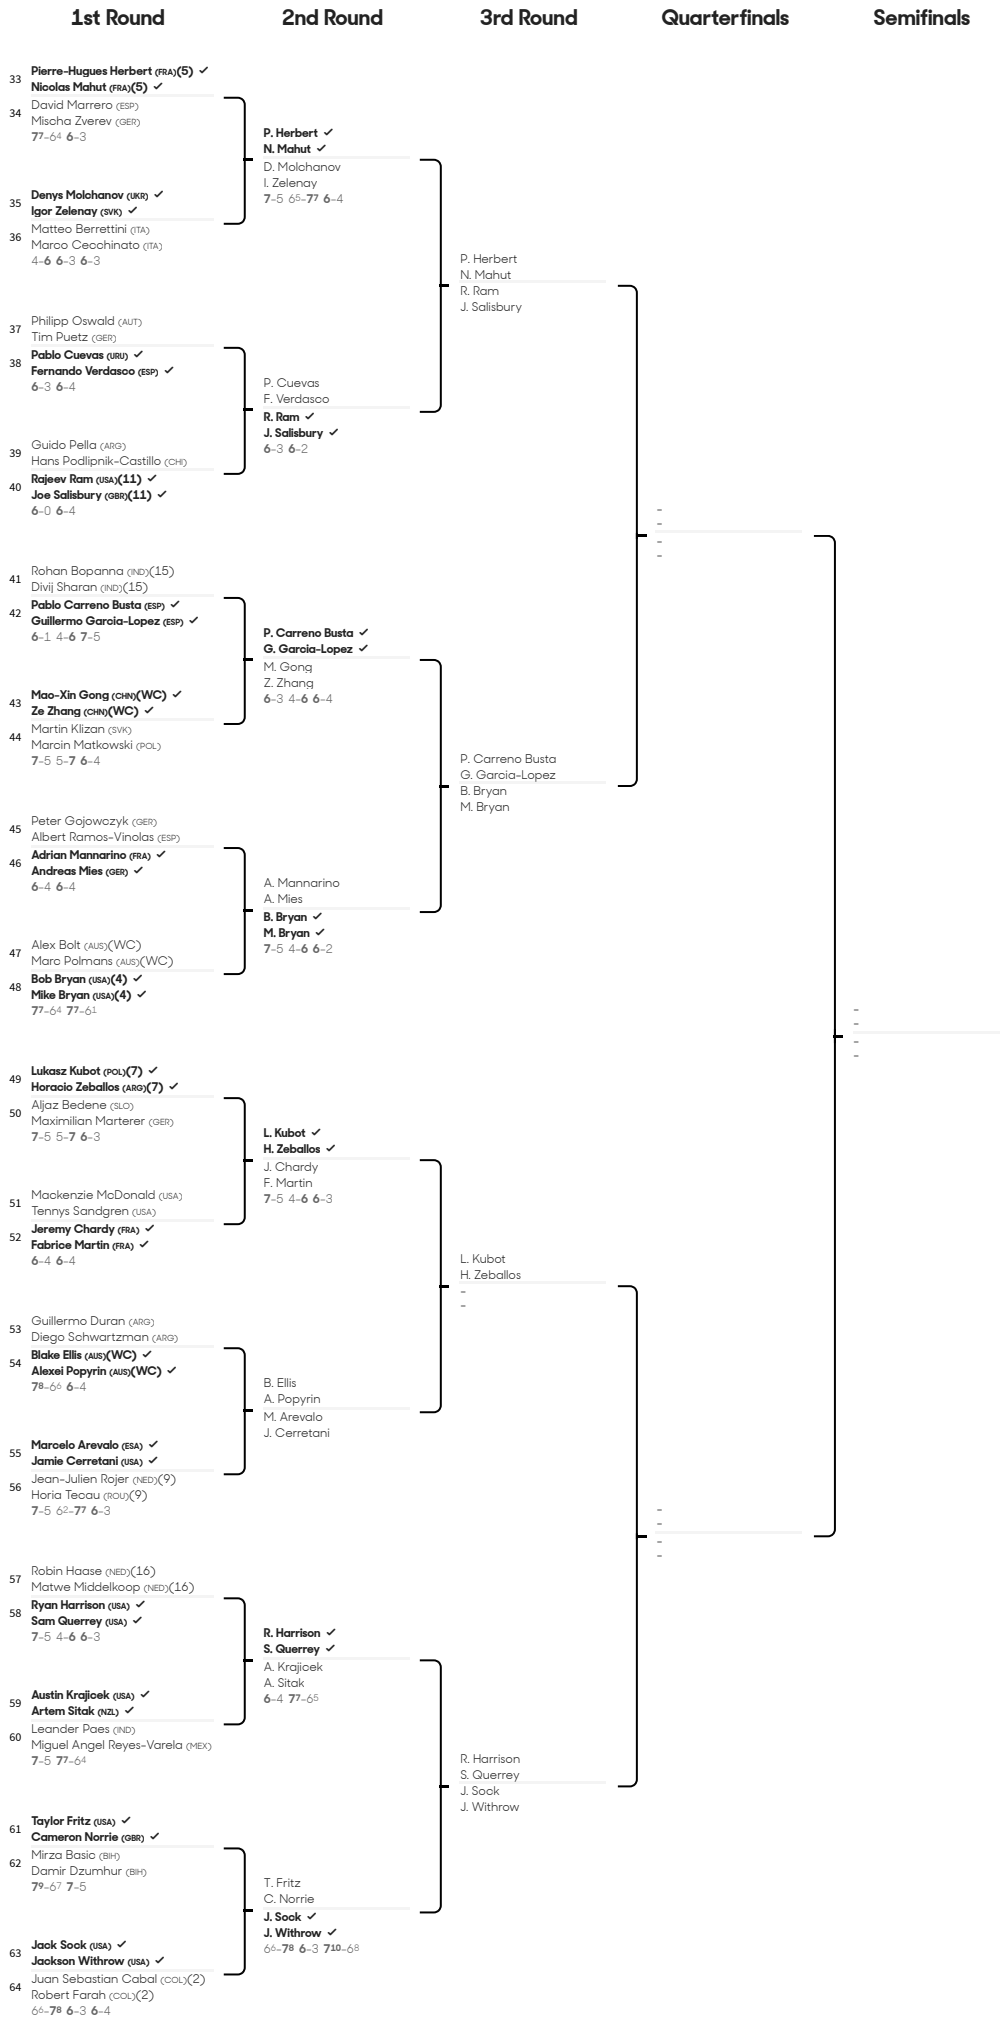 1st Round
2nd Round
3rd Round
Quarterfinals
Semifinals
33
Pierre-Hugues Herbert (FRA)(5) ✓
Nicolas Mahut (FRA)(5) ✓
34
David Marrero (ESP)
Mischa Zverev (GER)
7⁷-6⁴ 6-3
35
Denys Molchanov (UKR) ✓
Igor Zelenay (SVK) ✓
36
Matteo Berrettini (ITA)
Marco Cecchinato (ITA)
4-6 6-3 6-3
37
Philipp Oswald (AUT)
Tim Puetz (GER)
38
Pablo Cuevas (URU) ✓
Fernando Verdasco (ESP) ✓
6-3 6-4
39
Guido Pella (ARG)
Hans Podlipnik-Castillo (CHI)
40
Rajeev Ram (USA)(11) ✓
Joe Salisbury (GBR)(11) ✓
6-0 6-4
41
Rohan Bopanna (IND)(15)
Divij Sharan (IND)(15)
42
Pablo Carreno Busta (ESP) ✓
Guillermo Garcia-Lopez (ESP) ✓
6-1 4-6 7-5
43
Mao-Xin Gong (CHN)(WC) ✓
Ze Zhang (CHN)(WC) ✓
44
Martin Klizan (SVK)
Marcin Matkowski (POL)
7-5 5-7 6-4
45
Peter Gojowczyk (GER)
Albert Ramos-Vinolas (ESP)
46
Adrian Mannarino (FRA) ✓
Andreas Mies (GER) ✓
6-4 6-4
47
Alex Bolt (AUS)(WC)
Marc Polmans (AUS)(WC)
48
Bob Bryan (USA)(4) ✓
Mike Bryan (USA)(4) ✓
7⁷-6⁴ 7⁷-6¹
49
Lukasz Kubot (POL)(7) ✓
Horacio Zeballos (ARG)(7) ✓
50
Aljaz Bedene (SLO)
Maximilian Marterer (GER)
7-5 5-7 6-3
51
Mackenzie McDonald (USA)
Tennys Sandgren (USA)
52
Jeremy Chardy (FRA) ✓
Fabrice Martin (FRA) ✓
6-4 6-4
53
Guillermo Duran (ARG)
Diego Schwartzman (ARG)
54
Blake Ellis (AUS)(WC) ✓
Alexei Popyrin (AUS)(WC) ✓
7⁸-6⁶ 6-4
55
Marcelo Arevalo (ESA) ✓
Jamie Cerretani (USA) ✓
56
Jean-Julien Rojer (NED)(9)
Horia Tecau (ROU)(9)
7-5 6²-7⁷ 6-3
57
Robin Haase (NED)(16)
Matwe Middelkoop (NED)(16)
58
Ryan Harrison (USA) ✓
Sam Querrey (USA) ✓
7-5 4-6 6-3
59
Austin Krajicek (USA) ✓
Artem Sitak (NZL) ✓
60
Leander Paes (IND)
Miguel Angel Reyes-Varela (MEX)
7-5 7⁷-6⁴
61
Taylor Fritz (USA) ✓
Cameron Norrie (GBR) ✓
62
Mirza Basic (BIH)
Damir Dzumhur (BIH)
7⁹-6⁷ 7-5
63
Jack Sock (USA) ✓
Jackson Withrow (USA) ✓
64
Juan Sebastian Cabal (COL)(2)
Robert Farah (COL)(2)
6⁶-7⁸ 6-3 6-4
P. Herbert ✓
N. Mahut ✓
D. Molchanov
I. Zelenay
7-5 6⁵-7⁷ 6-4
P. Cuevas
F. Verdasco
R. Ram ✓
J. Salisbury ✓
6-3 6-2
P. Carreno Busta ✓
G. Garcia-Lopez ✓
M. Gong
Z. Zhang
6-3 4-6 6-4
A. Mannarino
A. Mies
B. Bryan ✓
M. Bryan ✓
7-5 4-6 6-2
L. Kubot ✓
H. Zeballos ✓
J. Chardy
F. Martin
7-5 4-6 6-3
B. Ellis
A. Popyrin
M. Arevalo
J. Cerretani
R. Harrison ✓
S. Querrey ✓
A. Krajicek
A. Sitak
6-4 7⁷-6⁵
T. Fritz
C. Norrie
J. Sock ✓
J. Withrow ✓
6⁶-7⁸ 6-3 7¹⁰-6⁸
P. Herbert
N. Mahut
R. Ram
J. Salisbury
P. Carreno Busta
G. Garcia-Lopez
B. Bryan
M. Bryan
L. Kubot
H. Zeballos
-
-
R. Harrison
S. Querrey
J. Sock
J. Withrow
-
-
-
-
-
-
-
-
-
-
-
-